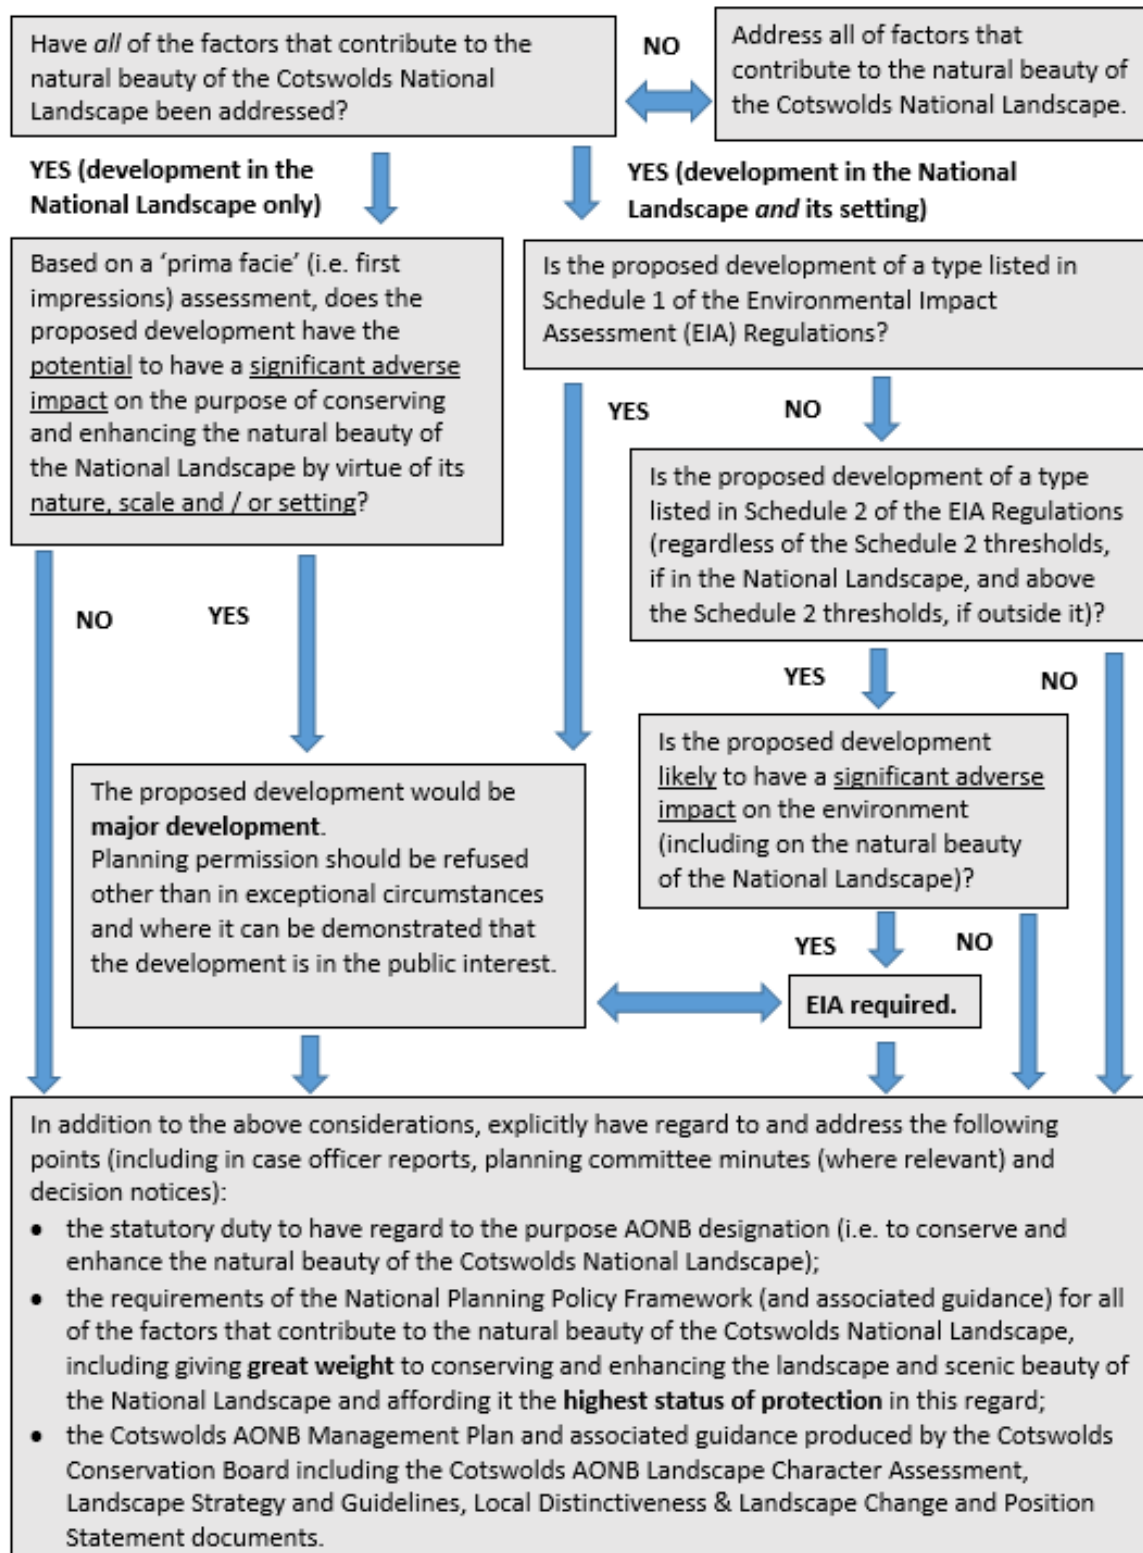 Have all of the factors that contribute to the
natural beauty of the Cotswolds National
Landscape been addressed?
NO
Address all of factors that
contribute to the natural beauty of
the Cotswolds National Landscape.
YES (development in the
National Landscape only)
YES (development in the National
Landscape and its setting)
Based on a ‘prima facie’ (i.e. first
impressions) assessment, does the
proposed development have the
potential to have a significant adverse
impact on the purpose of conserving
and enhancing the natural beauty of
the National Landscape by virtue of its
nature, scale and / or setting?
Is the proposed development of a type listed in
Schedule 1 of the Environmental Impact
Assessment (EIA) Regulations?
YES
NO
Is the proposed development of a type
listed in Schedule 2 of the EIA Regulations
(regardless of the Schedule 2 thresholds,
if in the National Landscape, and above
the Schedule 2 thresholds, if outside it)?
NO
YES
YES
NO
Is the proposed development
likely to have a significant adverse
impact on the environment
(including on the natural beauty
of the National Landscape)?
The proposed development would be
major development.
Planning permission should be refused
other than in exceptional circumstances
and where it can be demonstrated that
the development is in the public interest.
YES
NO
EIA required.
In addition to the above considerations, explicitly have regard to and address the following
points (including in case officer reports, planning committee minutes (where relevant) and
decision notices):
• the statutory duty to have regard to the purpose AONB designation (i.e. to conserve and
enhance the natural beauty of the Cotswolds National Landscape);
• the requirements of the National Planning Policy Framework (and associated guidance) for all
of the factors that contribute to the natural beauty of the Cotswolds National Landscape,
including giving great weight to conserving and enhancing the landscape and scenic beauty of
the National Landscape and affording it the highest status of protection in this regard;
• the Cotswolds AONB Management Plan and associated guidance produced by the Cotswolds
Conservation Board including the Cotswolds AONB Landscape Character Assessment,
Landscape Strategy and Guidelines, Local Distinctiveness & Landscape Change and Position
Statement documents.